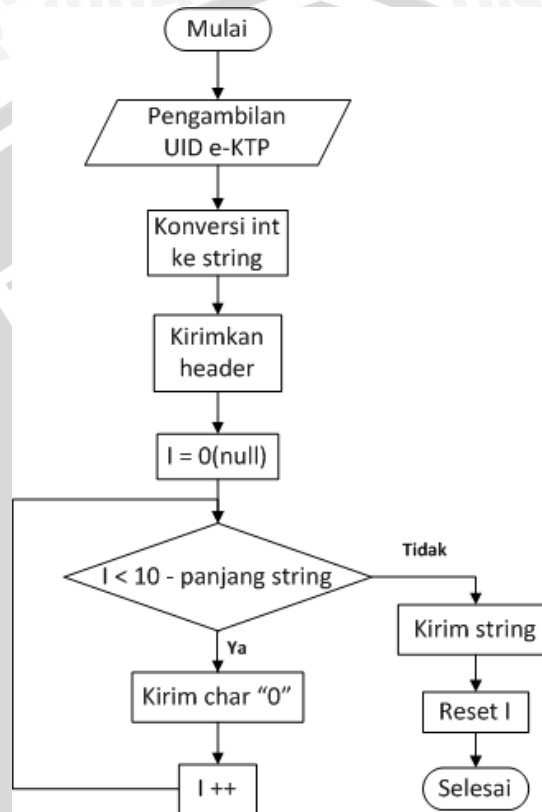 Mulai
Pengambilan
UID e-KTP
Konversi int
ke string
Kirimkan
header
I = 0(null)
I < 10 - panjang string
Tidak
Ya
Kirim string
Kirim char “0”
Reset I
I ++
Selesai